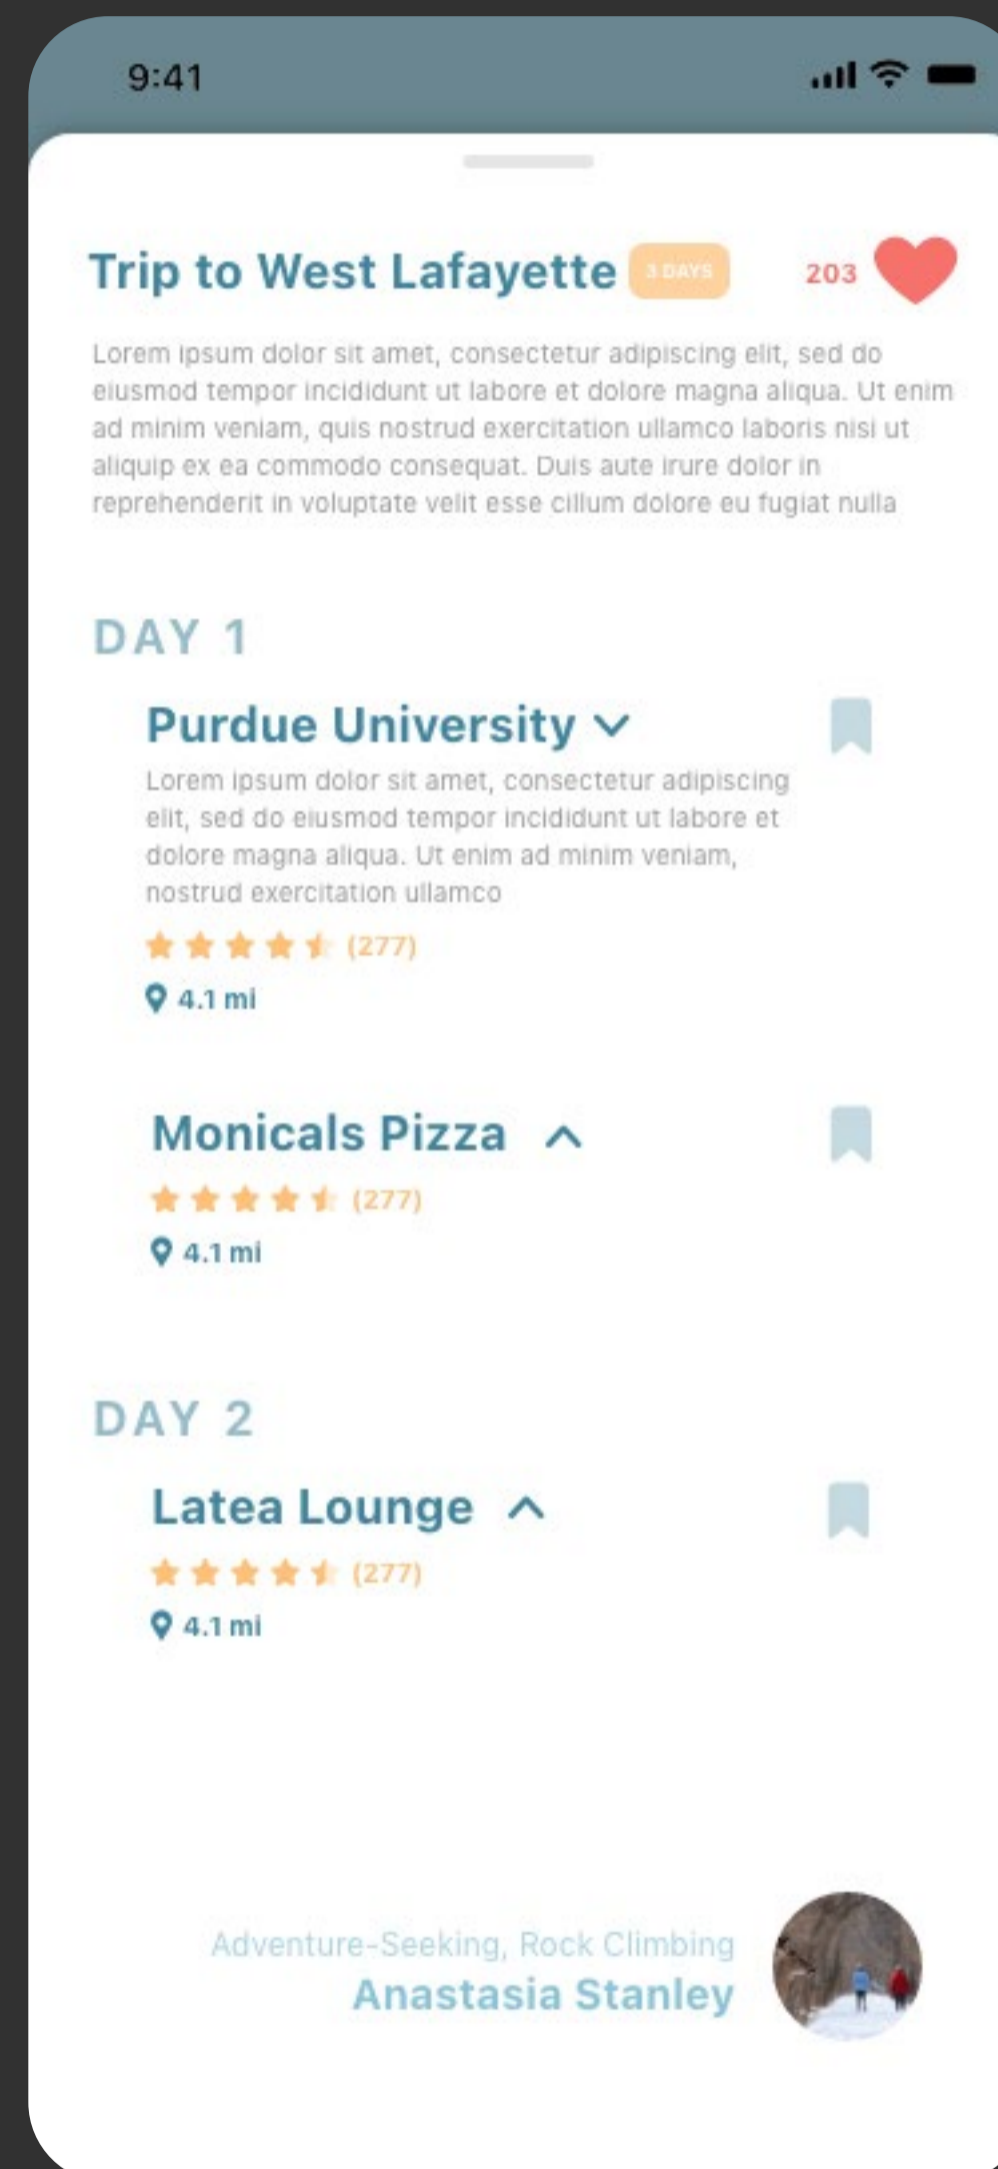 9:41
Trip to West Lafayette 3 DAYS 203
Lorem ipsum dolor sit amet, consectetur adipiscing elit, sed do
eiusmod tempor incididunt ut labore et dolore magna aliqua. Ut enim
ad minim veniam, quis nostrud exercitation ullamco laboris nisi ut
aliquip ex ea commodo consequat. Duis aute irure dolor in
reprehenderit in voluptate velit esse cillum dolore eu fugiat nulla
DAY 1
Purdue University
Lorem ipsum dolor sit amet, consectetur adipiscing
elit, sed do eiusmod tempor incididunt ut labore et
dolore magna aliqua. Ut enim ad minim veniam,
nostrud exercitation ullamco
(277)
4.1 mi
Monicals Pizza
(277)
4.1 mi
DAY 2
Latea Lounge
(277)
4.1 mi
Adventure-Seeking, Rock Climbing
Anastasia Stanley